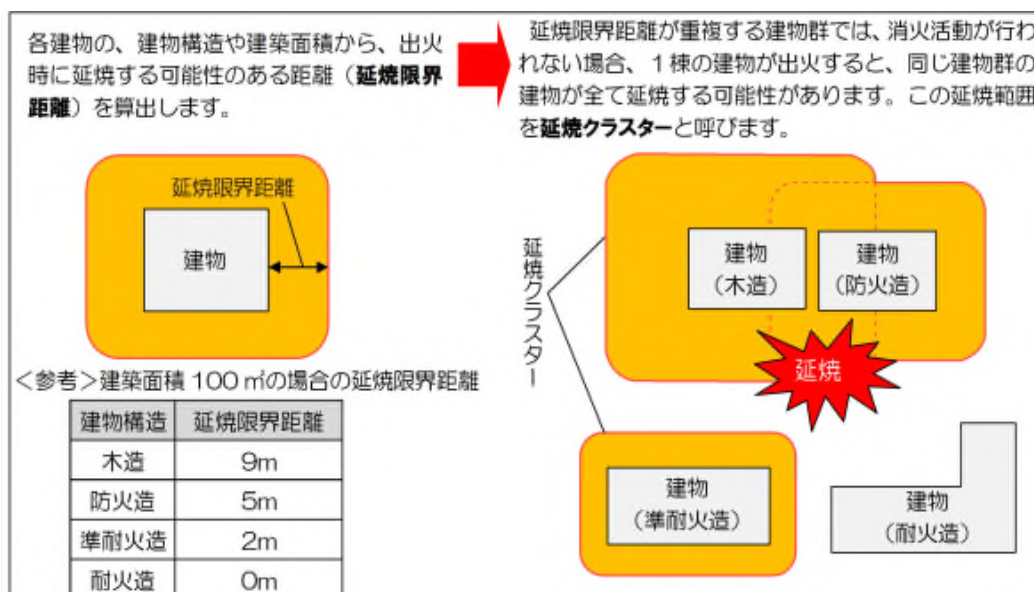 各建物の、建物構造や建築面積から、出火
時に延焼する可能性のある距離（延焼限界
距離）を算出します。
延焼限界距離
建物
＜参考＞建築面積 100 ㎡の場合の延焼限界距離
建物構造 延焼限界距離
木造 9m
防火造 5m
準耐火造 2m
耐火造 0m
延焼限界距離が重複する建物群では、消火活動が行わ
れない場合、1棟の建物が出火すると、同じ建物群の
建物が全て延焼する可能性があります。この延焼範囲
を延焼クラスターと呼びます。
延焼クラスター
建物
（木造）
建物
（防火造）
延焼
建物
（準耐火造）
建物
（耐火造）